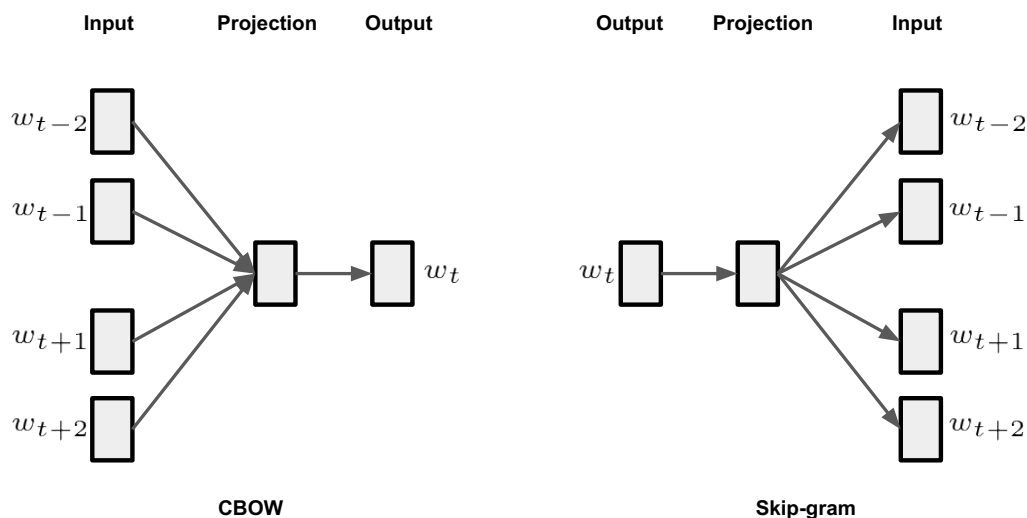 Input Projection Output Output Projection Input
w_{t-2} w_{t-2}
w_{t-1} w_{t-1}
w_t w_t
w_{t+1} w_{t+1}
w_{t+2} w_{t+2}
CBOW Skip-gram